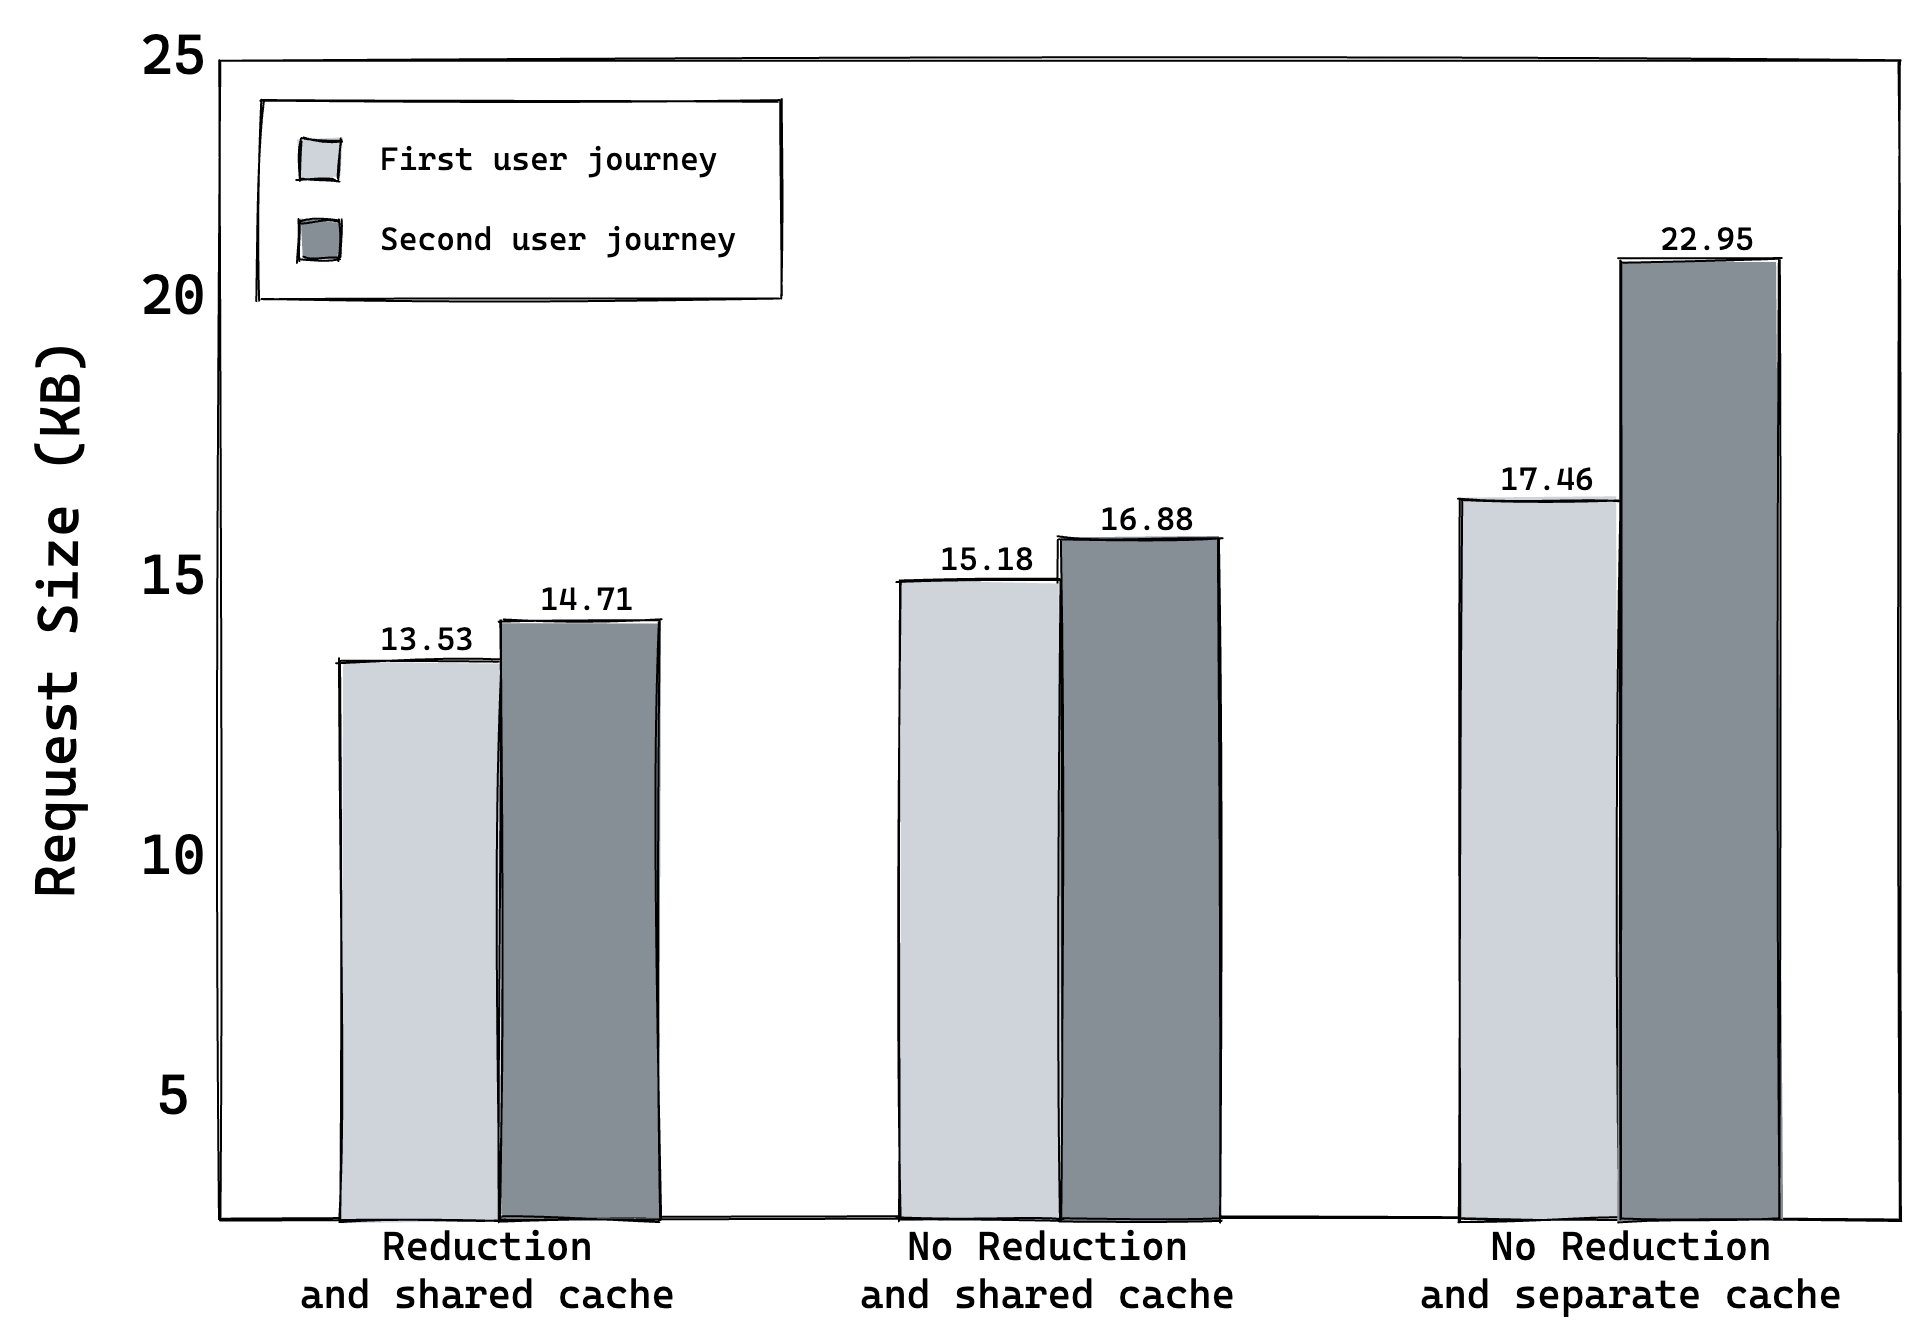 25
First user journey
Second user journey
22.95
20
17.46
16.88
15.18
15
14.71
13.53
Request Size (kB)
10
5
Reduction
and shared cache
No Reduction
and shared cache
No Reduction
and separate cache